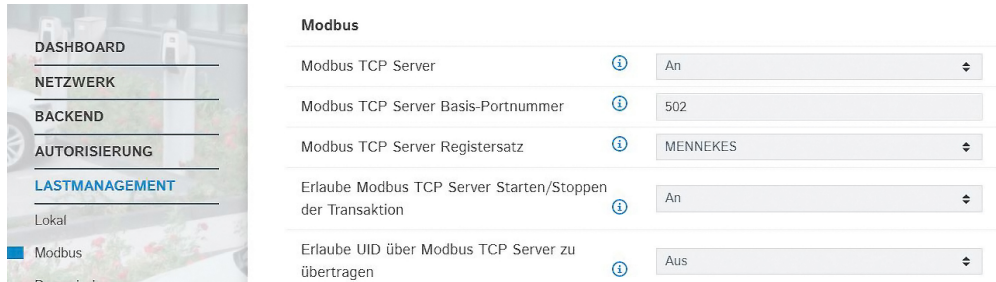 DASHBOARD
NETZWERK
BACKEND
AUTORISIERUNG
LASTMANAGEMENT
Lokal
Modbus
Modbus
Modbus TCP Server
An
Modbus TCP Server Basis-Portnummer
502
Modbus TCP Server Registersatz
MENNEKES
Erlaube Modbus TCP Server Starten/Stoppen
der Transaktion
An
Erlaube UID über Modbus TCP Server zu
übertragen
Aus